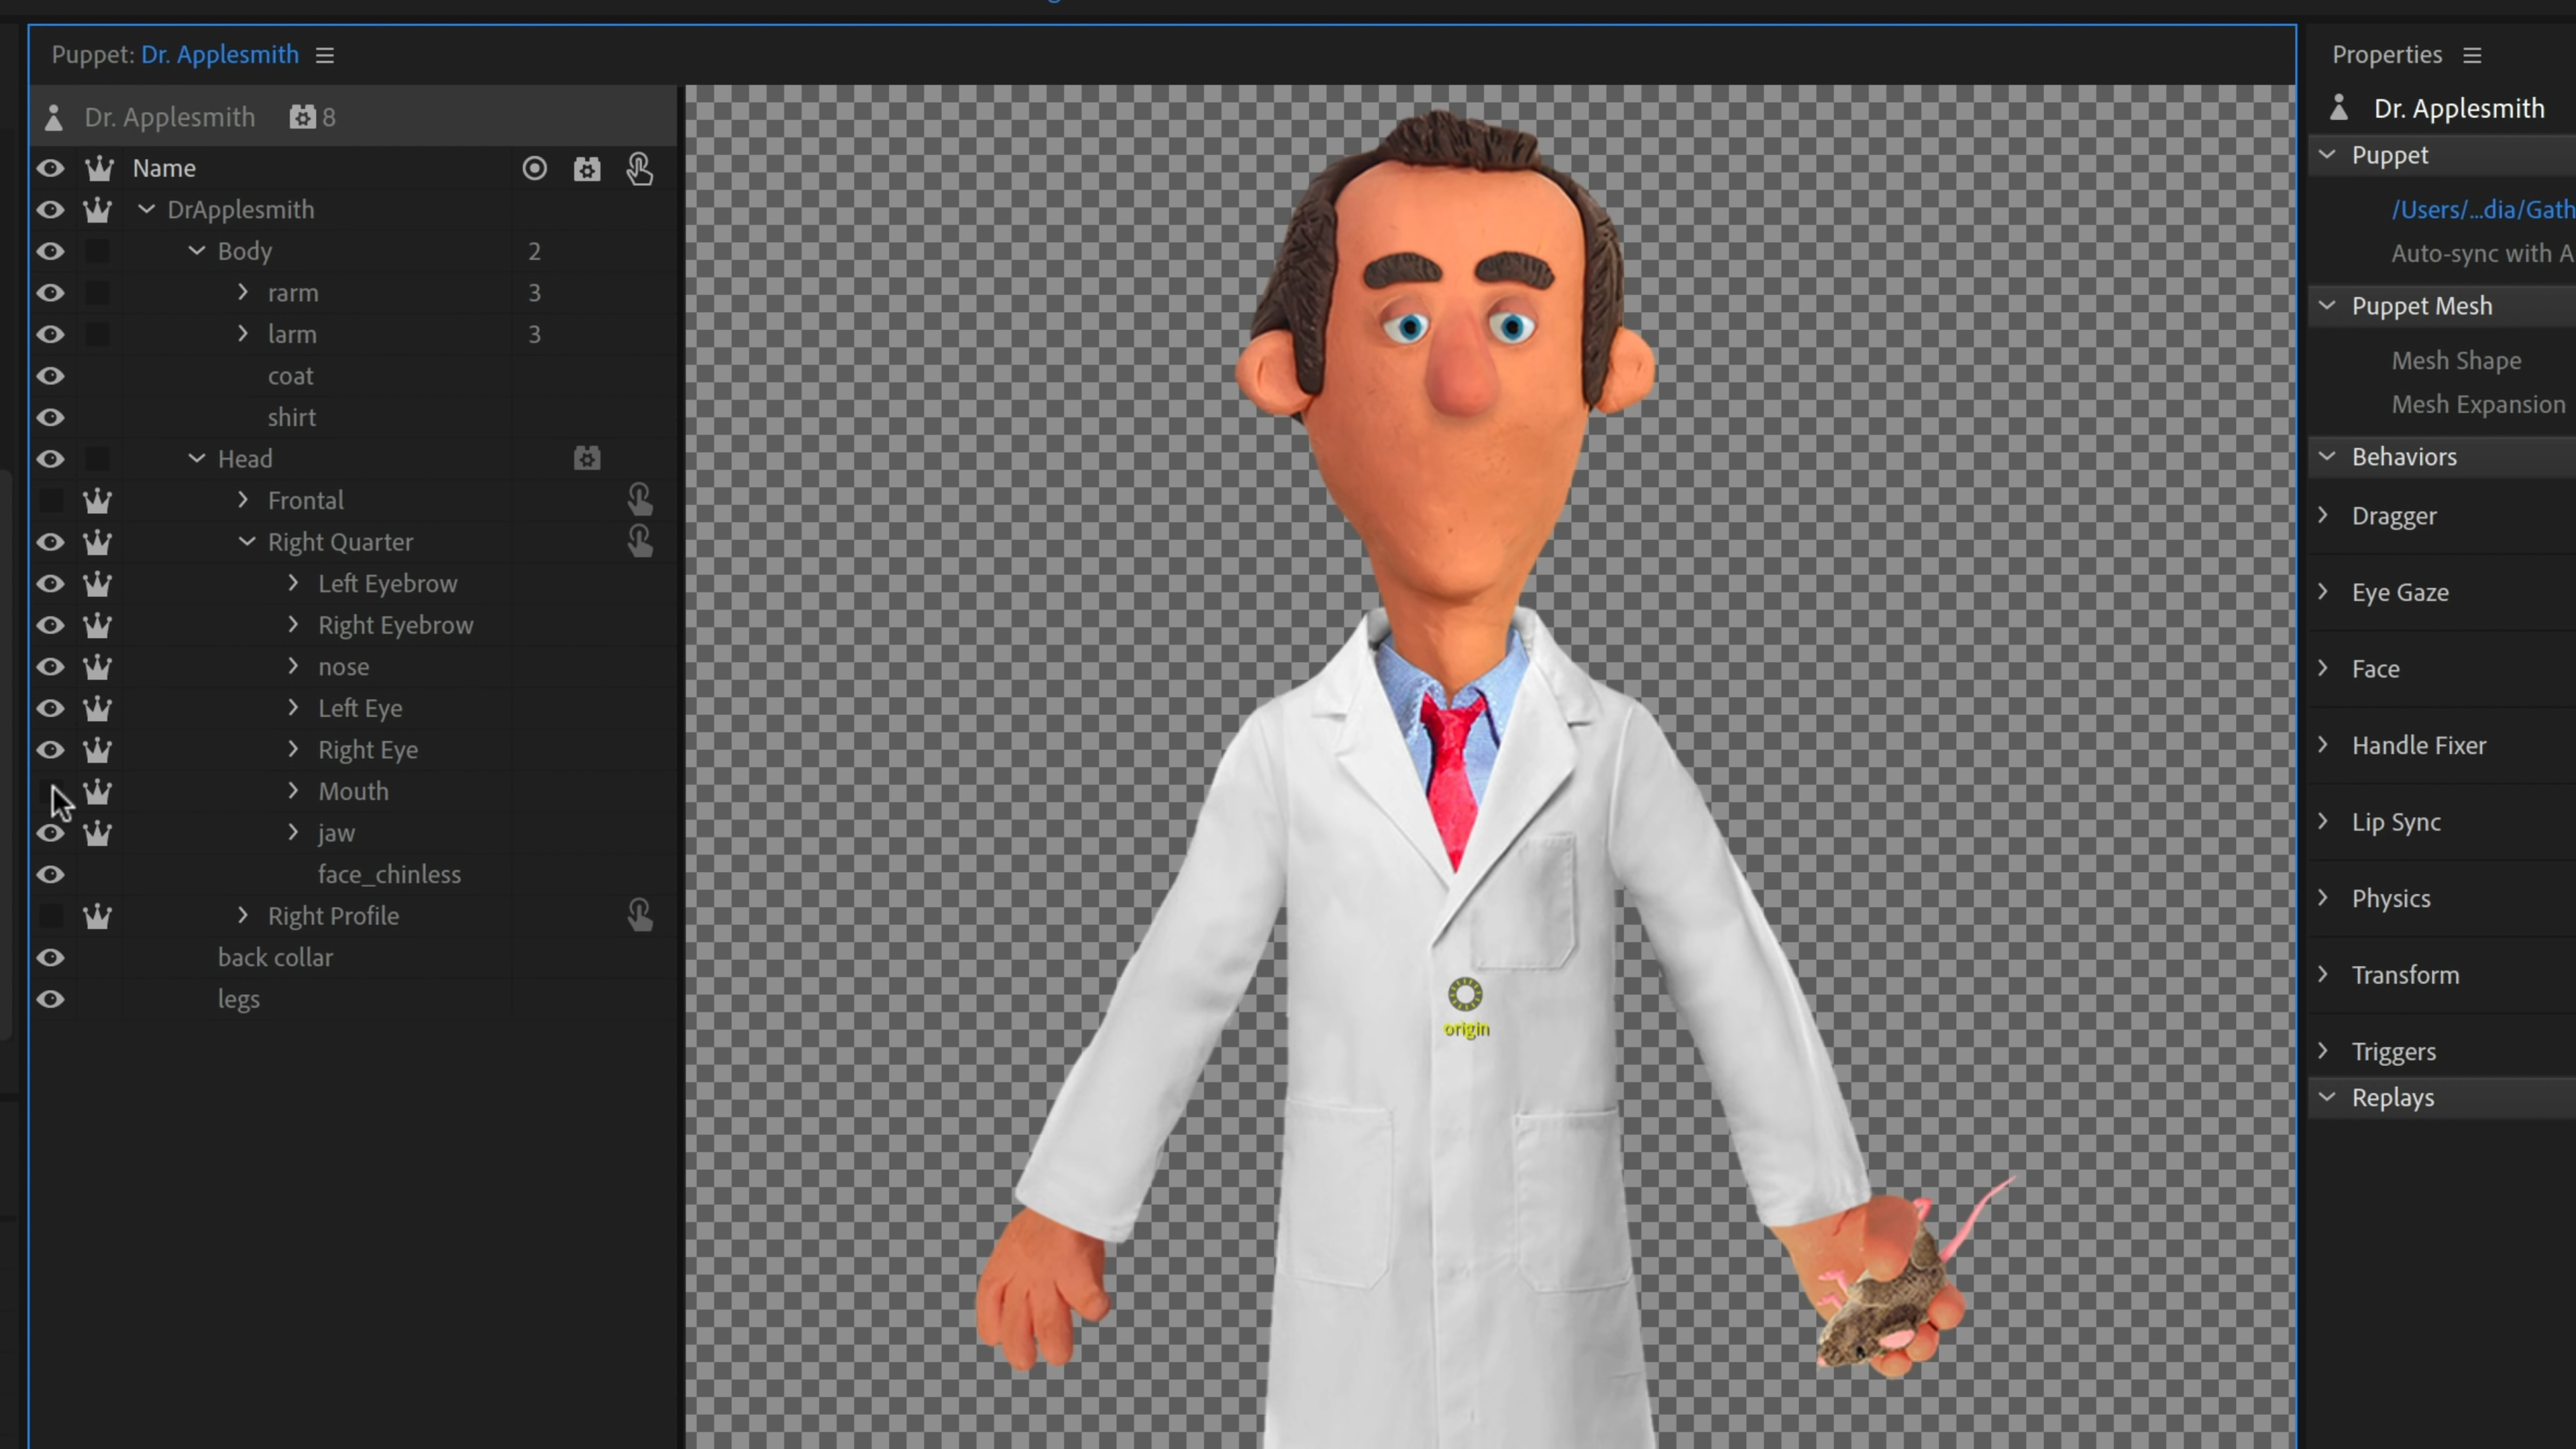 Puppet: Dr. Applesmith
Dr. Applesmith 8
Name
DrApplesmith
Body 2
rarm 3
larm 3
coat
shirt
Head
Frontal
Right Quarter
Left Eyebrow
Right Eyebrow
nose
Left Eye
Right Eye
Mouth
jaw
face_chinless
Right Profile
back collar
legs
origin
Properties
Dr. Applesmith
Puppet
/Users/...dia/Gath
Auto-sync with A
Puppet Mesh
Mesh Shape
Mesh Expansion
Behaviors
Dragger
Eye Gaze
Face
Handle Fixer
Lip Sync
Physics
Transform
Triggers
Replays